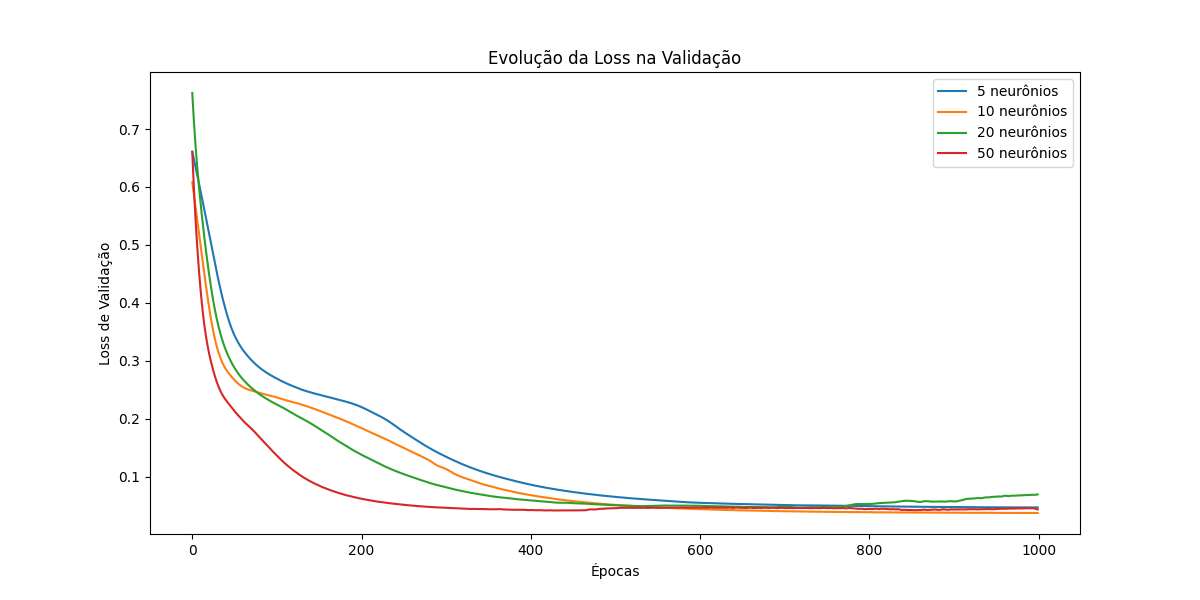 Evolução da Loss na Validação
Loss de Validação
0.7
0.6
0.5
0.4
0.3
0.2
0.1
5 neurônios
10 neurônios
20 neurônios
50 neurônios
0 200 400 600 800 1000
Épocas